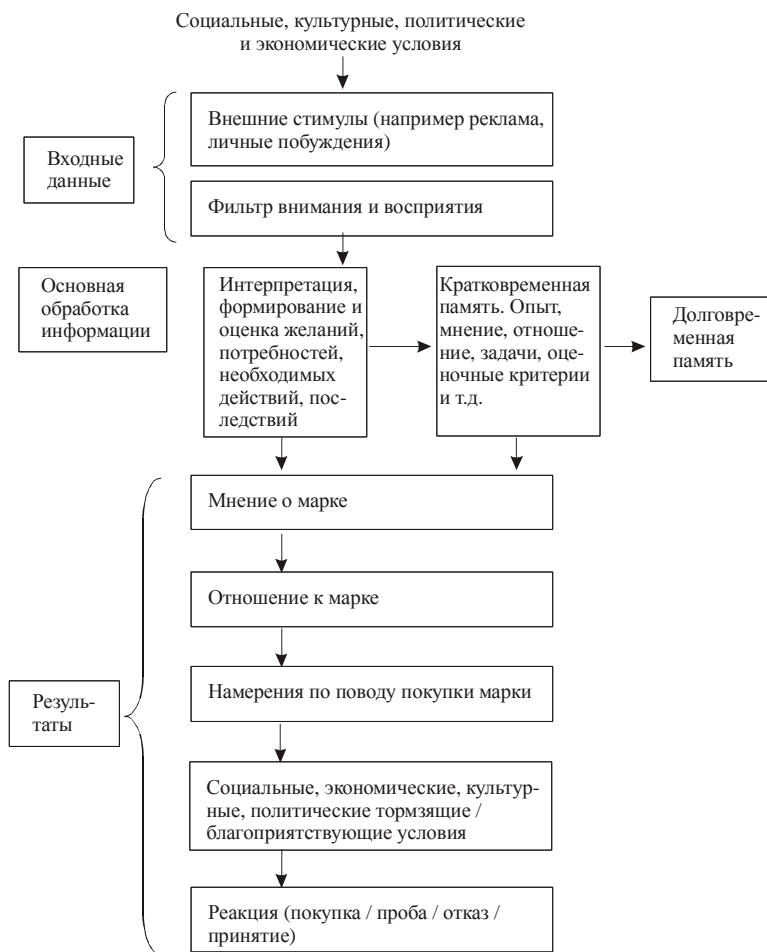 Социальные, культурные, политические
и экономические условия
Внешние стимулы (например реклама,
личные побуждения)
Входные
данные
Фильтр внимания и восприятия
Основная
обработка
информации
Интерпретация,
формирование и
оценка желаний,
потребностей,
необходимых
действий, пос-
ледствий
Кратковременная
память. Опыт,
мнение, отноше-
ние, задачи, оце-
ночные критерии
и т.д.
Долговре-
менная
память
Мнение о марке
Отношение к марке
Намерения по поводу покупки марки
Резуль-
таты
Социальные, экономические, культур-
ные, политические тормзящие /
благоприятствующие условия
Реакция (покупка / проба / отказ /
принятие)